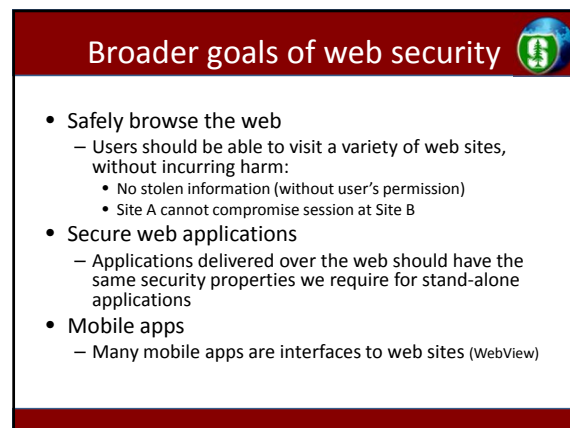 Broader goals of web security
• Safely browse the web
– Users should be able to visit a variety of web sites,
without incurring harm:
• No stolen information (without user's permission)
• Site A cannot compromise session at Site B
• Secure web applications
– Applications delivered over the web should have the
same security properties we require for stand-alone
applications
• Mobile apps
– Many mobile apps are interfaces to web sites (WebView)